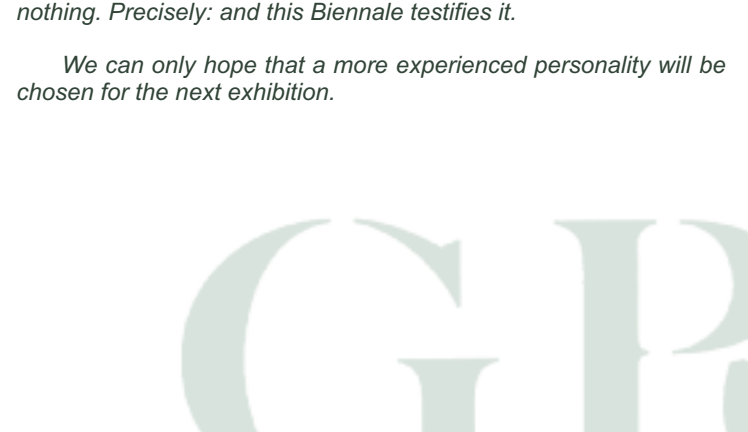 nothing. Precisely: and this Biennale testifies it.
We can only hope that a more experienced personality will be
chosen for the next exhibition.
G